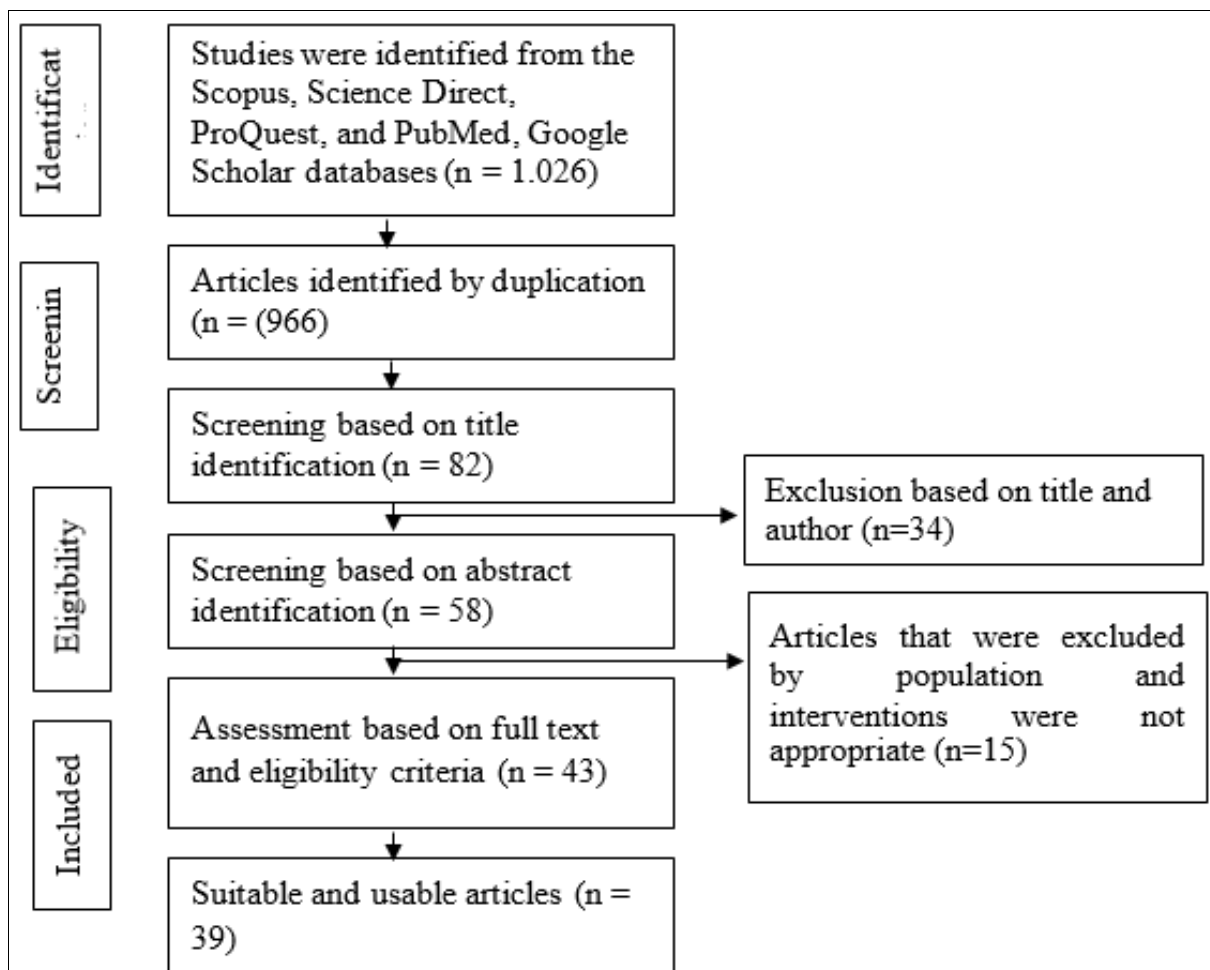 Identificat
Studies were identified from the
Scopus, Science Direct,
ProQuest, and PubMed, Google
Scholar databases (n = 1.026)
Screenin
Articles identified by duplication
(n = (966)
Screening based on title
identification (n = 82)
Exclusion based on title and
author (n=34)
Eligibility
Screening based on abstract
identification (n = 58)
Articles that were excluded
by population and
interventions were not
appropriate (n=15)
Included
Assessment based on full text
and eligibility criteria (n = 43)
Suitable and usable articles (n =
39)